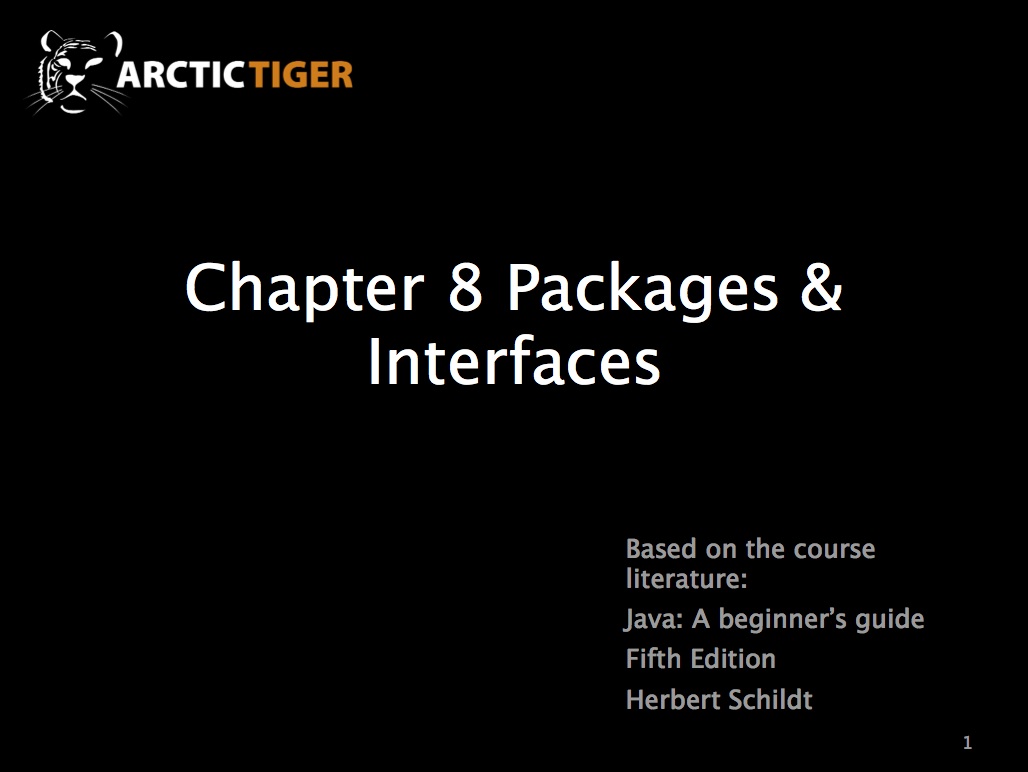 ARCTICTIGER
Chapter 8 Packages &
Interfaces
Based on the course
literature:
Java: A beginner’s guide
Fifth Edition
Herbert Schildt
1